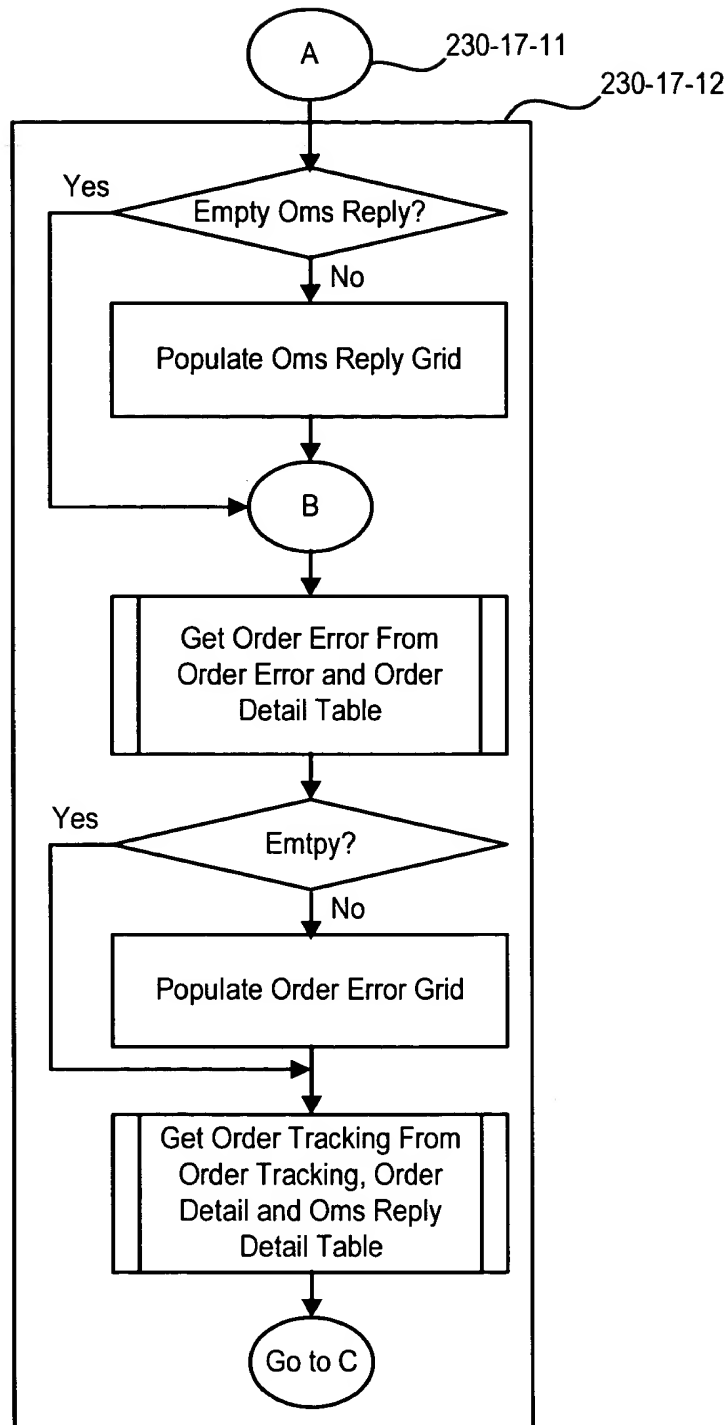 A
230-17-11
230-17-12
Yes
Empty Oms Reply?
No
Populate Oms Reply Grid
B
Get Order Error From
Order Error and Order
Detail Table
Yes
Emtpy?
No
Populate Order Error Grid
Get Order Tracking From
Order Tracking, Order
Detail and Oms Reply
Detail Table
Go to C